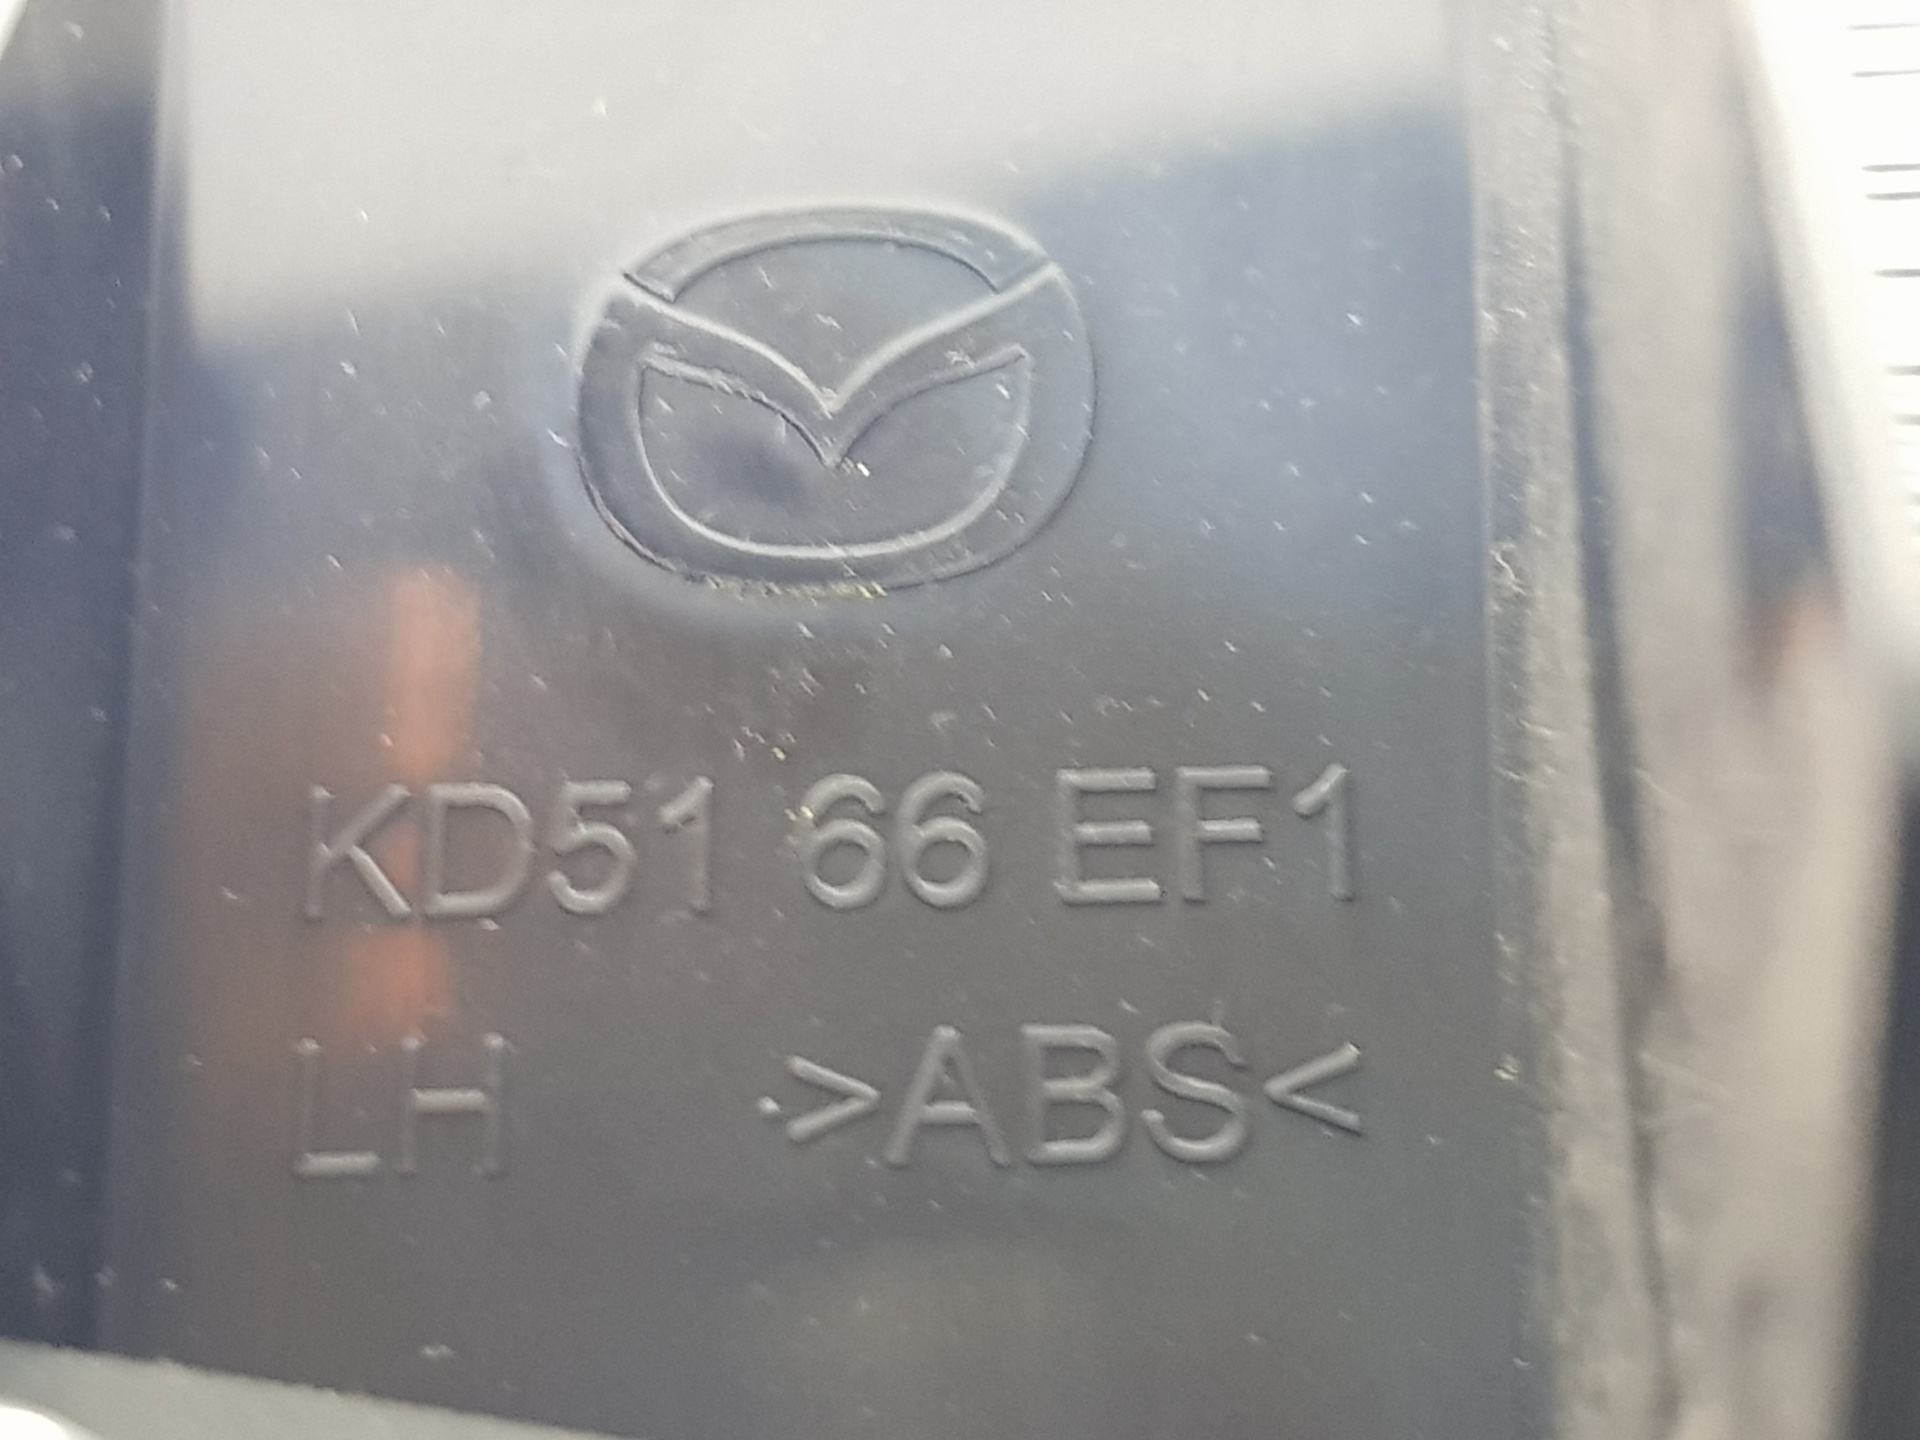 KD51 66 EF1
LH >ABS<